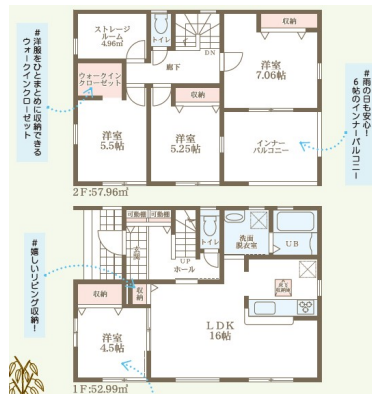 #洋服をひとまとめに収納できる
ウォークインクローゼット
ストレージ
ルーム
4.96㎡
トイレ
DN
廊下
収納
洋室
7.06帖
ウォークイン
クローゼット
洋室
5.5帖
収納
洋室
5.25帖
インナー
バルコニー
#雨の日も安心！
6帖のインナーバルコニー
2F:57.96㎡
#嬉しいリビング収納！
可動棚
可動棚
玄関
UP
ホール
トイレ
洗面
脱衣室
UB
収納
収納
床下
収納庫
洋室
4.5帖
LDK
16帖
1F:52.99㎡